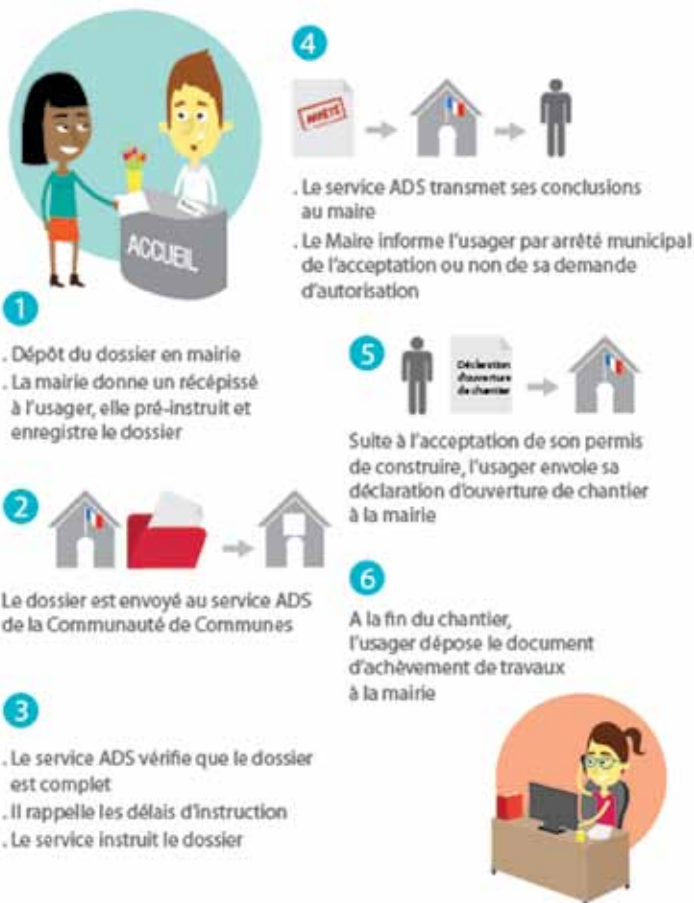 ACCUEIL
1
. Dépôt du dossier en mairie
. La mairie donne un récépissé
à l'usager, elle pré-instruit et
enregistre le dossier
2
Le dossier est envoyé au service ADS
de la Communauté de Communes
3
. Le service ADS vérifie que le dossier
est complet
. Il rappelle les délais d'instruction
. Le service instruit le dossier
4
ARRÊTÉ
. Le service ADS transmet ses conclusions
au maire
. Le Maire informe l'usager par arrêté municipal
de l'acceptation ou non de sa demande
d'autorisation
5
Déclaration
d'ouverture
de chantier
Suite à l'acceptation de son permis
de construire, l'usager envoie sa
déclaration d'ouverture de chantier
à la mairie
6
A la fin du chantier,
l'usager dépose le document
d'achèvement de travaux
à la mairie